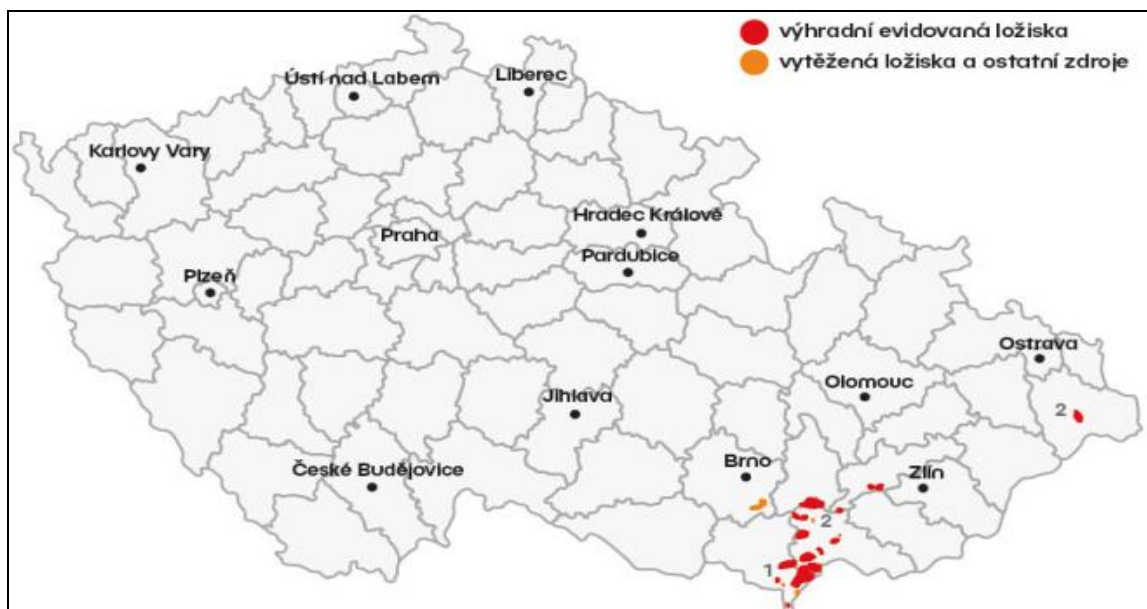 výhradní evidovaná ložiska
vytěžená ložiska a ostatní zdroje
Ústí nad Labem
Liberec
Karlovy Vary
Hradec Králové
Praha
Pardubice
Plzeň
Ostrava
Olomouc
2
Jihlava
Brno
Zlín
České Budějovice
2
1